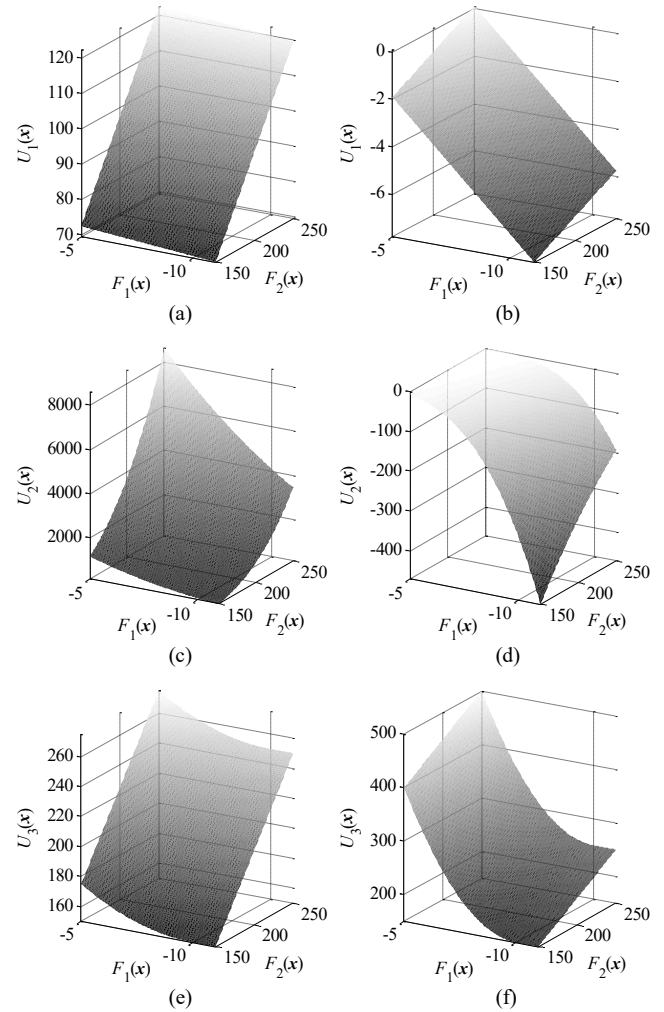 120
110
100
90
80
70
U1(x)
-5
-10
150
200
250
F1(x)
F2(x)
(a)
0
-2
-4
-6
U1(x)
-5
-10
150
200
250
F1(x)
F2(x)
(b)
8000
6000
4000
2000
U2(x)
-5
-10
150
200
250
F1(x)
F2(x)
(c)
0
-100
-200
-300
-400
U2(x)
-5
-10
150
200
250
F1(x)
F2(x)
(d)
260
240
220
200
180
160
U3(x)
-5
-10
150
200
250
F1(x)
F2(x)
(e)
500
400
300
200
U3(x)
-5
-10
150
200
250
F1(x)
F2(x)
(f)